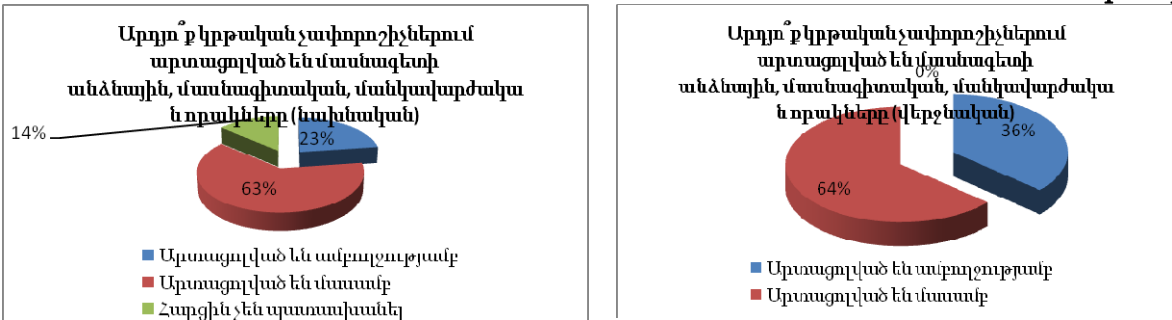 Արդյո՞ք կրթական չափորոշիչներում
արտացոլված են մասնագետի
անձնային, մասնագիտական, մանկավարժակա
ն որակները (նախնական)
14%
23%
63%
Արտացոլված են ամբողջությամբ
Արտացոլված են մասամբ
Հարցին չեն պատասխանել
Արդյո՞ք կրթական չափորոշիչներում
արտացոլված են մասնագետի
0%
անձնային, մասնագիտական, մանկավարժակա
ն որակները (վերջնական)
36%
64%
Արտացոլված են ամբողջությամբ
Արտացոլված են մասամբ